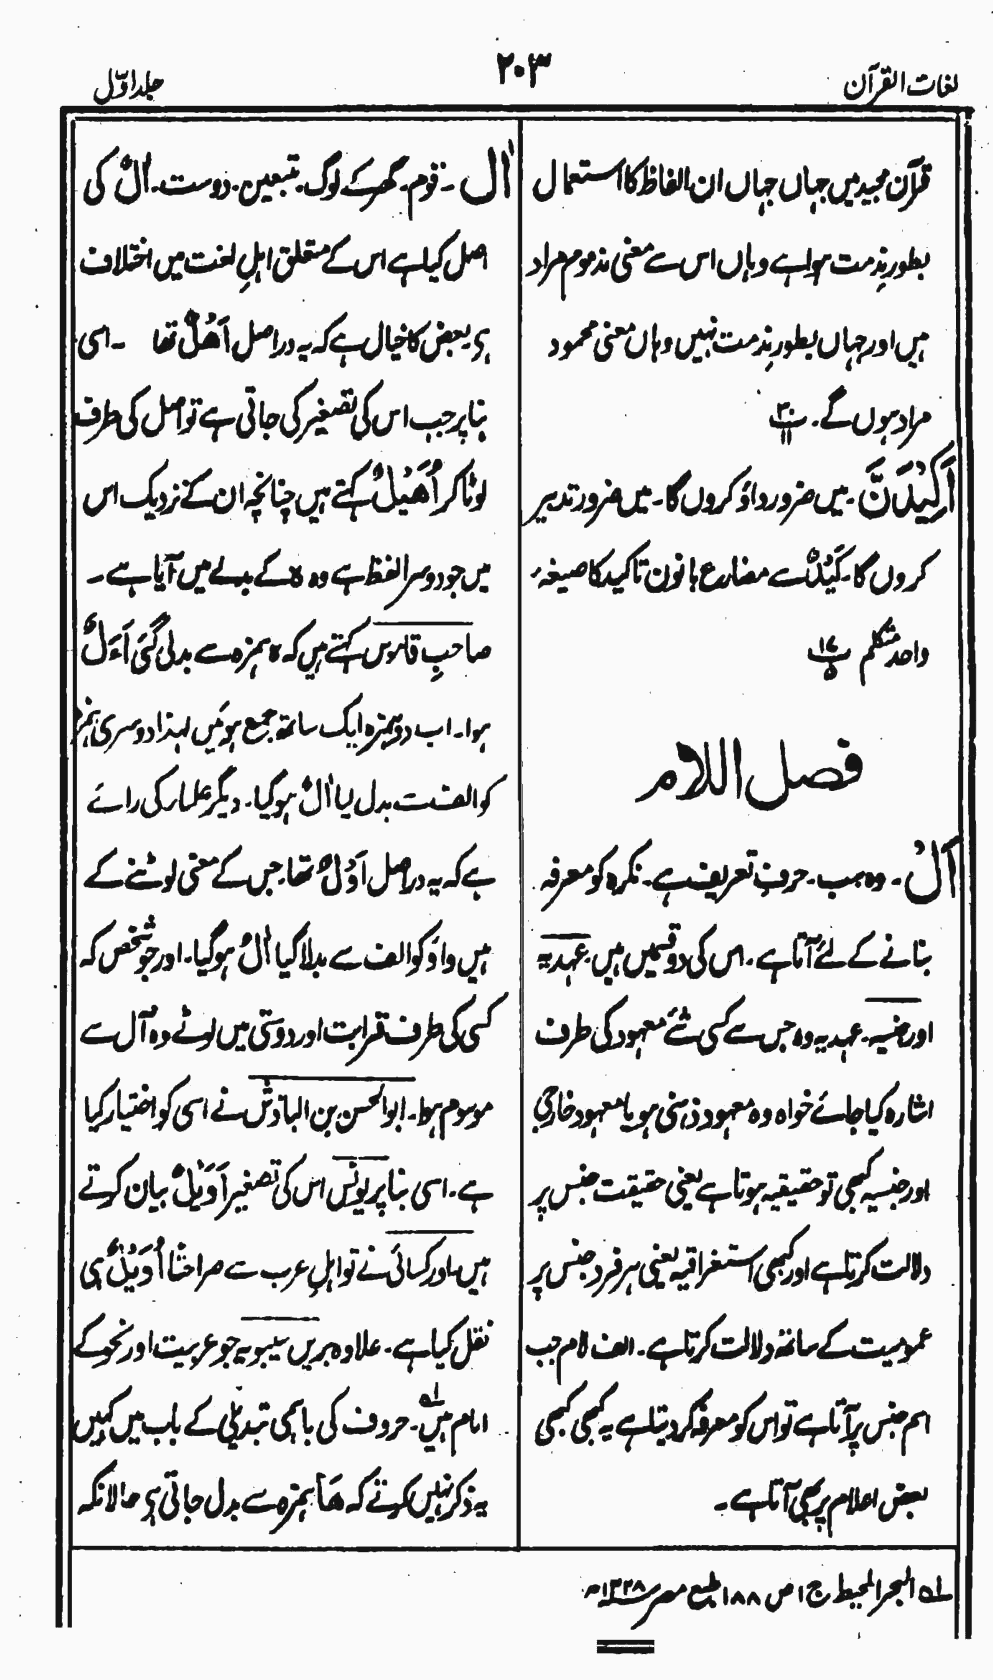 لغات القرآن
۲۰۳
جلد اوّل
قرآن مجید میں جہاں جہاں ان الفاظ کا استعمال
بطور مذمت ہوا ہے وہاں اس سے معنی مذموم مراد
ہیں اور جہاں بطور مذمت نہیں وہاں معنی محمود
مراد ہوں گے۔ پ۳۰ ۱۱
اَکِیْدَنَّ ۔ میں ضرور داؤ کروں گا۔ میں ضرور تدبیر
کروں گا۔ کَیْدٌ سے مضارع بانون تاکید کا صیغہ
واحد متکلم پ۱۷ ۵
فصل اللام
اَلْ ۔ وہ۔ سب۔ حرفِ تعریف ہے۔ نکرہ کو معرفہ
بنانے کے لئے آتا ہے۔ اس کی دو قسمیں ہیں۔ عہدیہ
اور جنسیہ۔ عہدیہ وہ جس سے کسی شئے معہود کی طرف
اشارہ کیا جائے خواہ وہ معہود ذہنی ہو یا معہود خارجی
اور جنسیہ کبھی تو حقیقیہ ہوتا ہے یعنی حقیقت جنس پر
دلالت کرتا ہے اور کبھی استغراقیہ یعنی ہر فرد جنس پر
عمومیت کے ساتھ دلالت کرتا ہے۔ الف لام جب
اسم جنس پر آتا ہے تو اس کو معرفہ کر دیتا ہے یہ کبھی کبھی
بعض اعلام پر بھی آتا ہے۔
اٰل ۔ قوم۔ گھر کے لوگ۔ متبعین۔ دوست۔ اٰلٌ کی
اصل کیا ہے اس کے متعلق اہلِ لغت میں اختلاف
ہی۔ بعض کا خیال ہے کہ یہ دراصل اَھْلٌ تھا ۔ اسی
بنا پر جب اس کی تصغیر کی جاتی ہے تو اصل کی طرف
لوٹا کر اُھَیْلٌ کہتے ہیں چنانچہ ان کے نزدیک اس
میں جو دوسرا لفظ ہے وہ ہ کے بدلے میں آیا ہے ۔
صاحبِ قاموس کہتے ہیں کہ ہ ہمزہ سے بدلی گئی اَءَلٌ
ہوا۔ اب دو ہمزہ ایک ساتھ جمع ہوئیں لہذا دوسری ہمزہ
کو الف سے بدل لیا اٰلٌ ہو گیا۔ دیگر علماء کی رائے
ہے کہ یہ دراصل اَوَلٌ تھا۔ جس کے معنی لوٹنے کے
ہیں واؤ کو الف سے بدلا گیا اٰلٌ ہو گیا۔ اور جو شخص کہ
کسی کی طرف قرابت اور دوستی میں لوٹے وہ آل سے
موسوم ہوا۔ ابو الحسن بن الباذش نے اسی کو اختیار کیا
ہے۔ اسی بنا پر یونس اس کی تصغیر اُوَیْلٌ بیان کرتے
ہیں اور کسائی نے تو اہلِ عرب سے صراحتاً اُوَیْلٌ ہی
نقل کیا ہے۔ علاوہ بریں سیبویہ جو عربیت اور نحو کے
امام ہیں۔ حروف کی باہمی تبدیلی کے باب میں کہیں
یہ ذکر نہیں کرتے کہ ھَا ہمزہ سے بدل جاتی ہی حالانکہ
۱ہ البحر المحیط ج ۱ ص ۱۸۸ طبع مصر ۱۳۲۸ھ